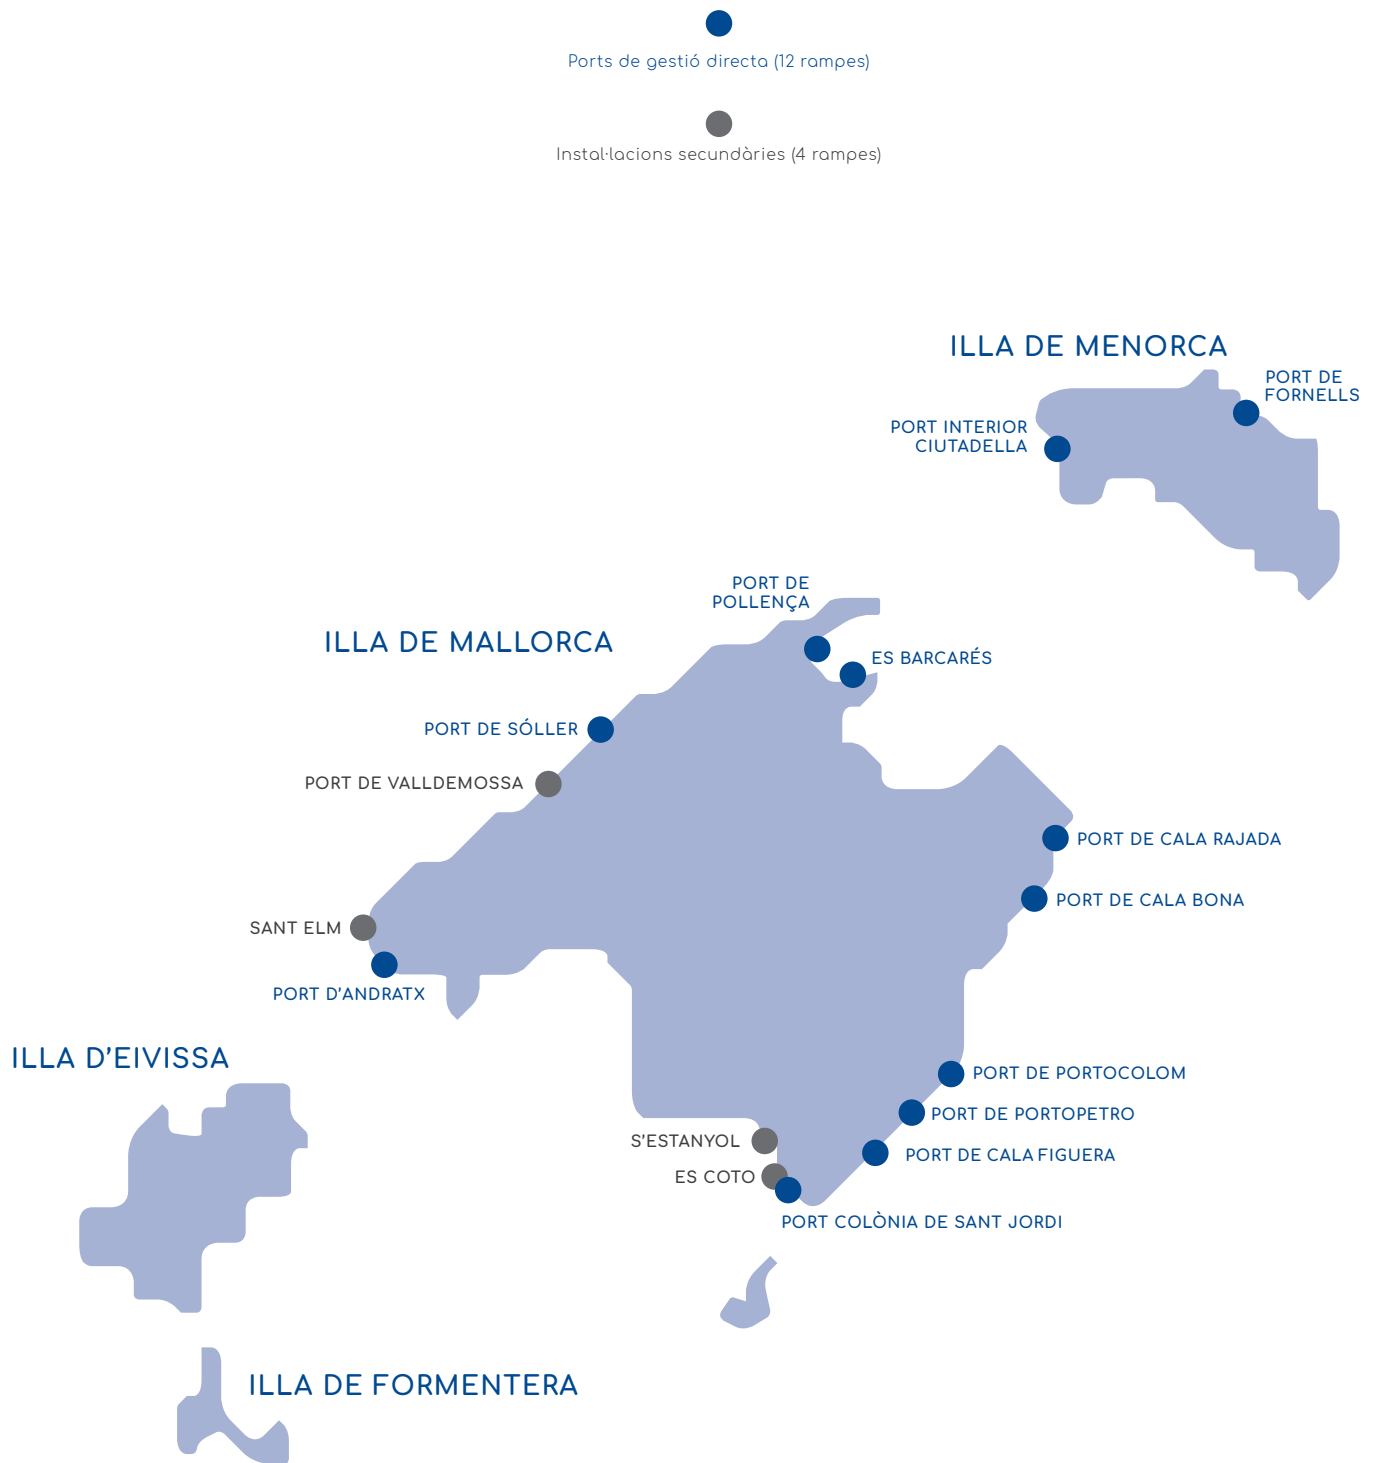 Ports de gestió directa (12 rampes)
Instal·lacions secundàries (4 rampes)
ILLA DE MENORCA
PORT DE
FORNELLS
PORT INTERIOR
CIUTADELLA
PORT DE
POLLENÇA
ILLA DE MALLORCA
ES BARCARÉS
PORT DE SÓLLER
PORT DE VALLDEMOSSA
PORT DE CALA RAJADA
PORT DE CALA BONA
SANT ELM
PORT D’ANDRATX
ILLA D’EIVISSA
PORT DE PORTOCOLOM
PORT DE PORTOPETRO
S’ESTANYOL
PORT DE CALA FIGUERA
ES COTO
PORT COLÒNIA DE SANT JORDI
ILLA DE FORMENTERA